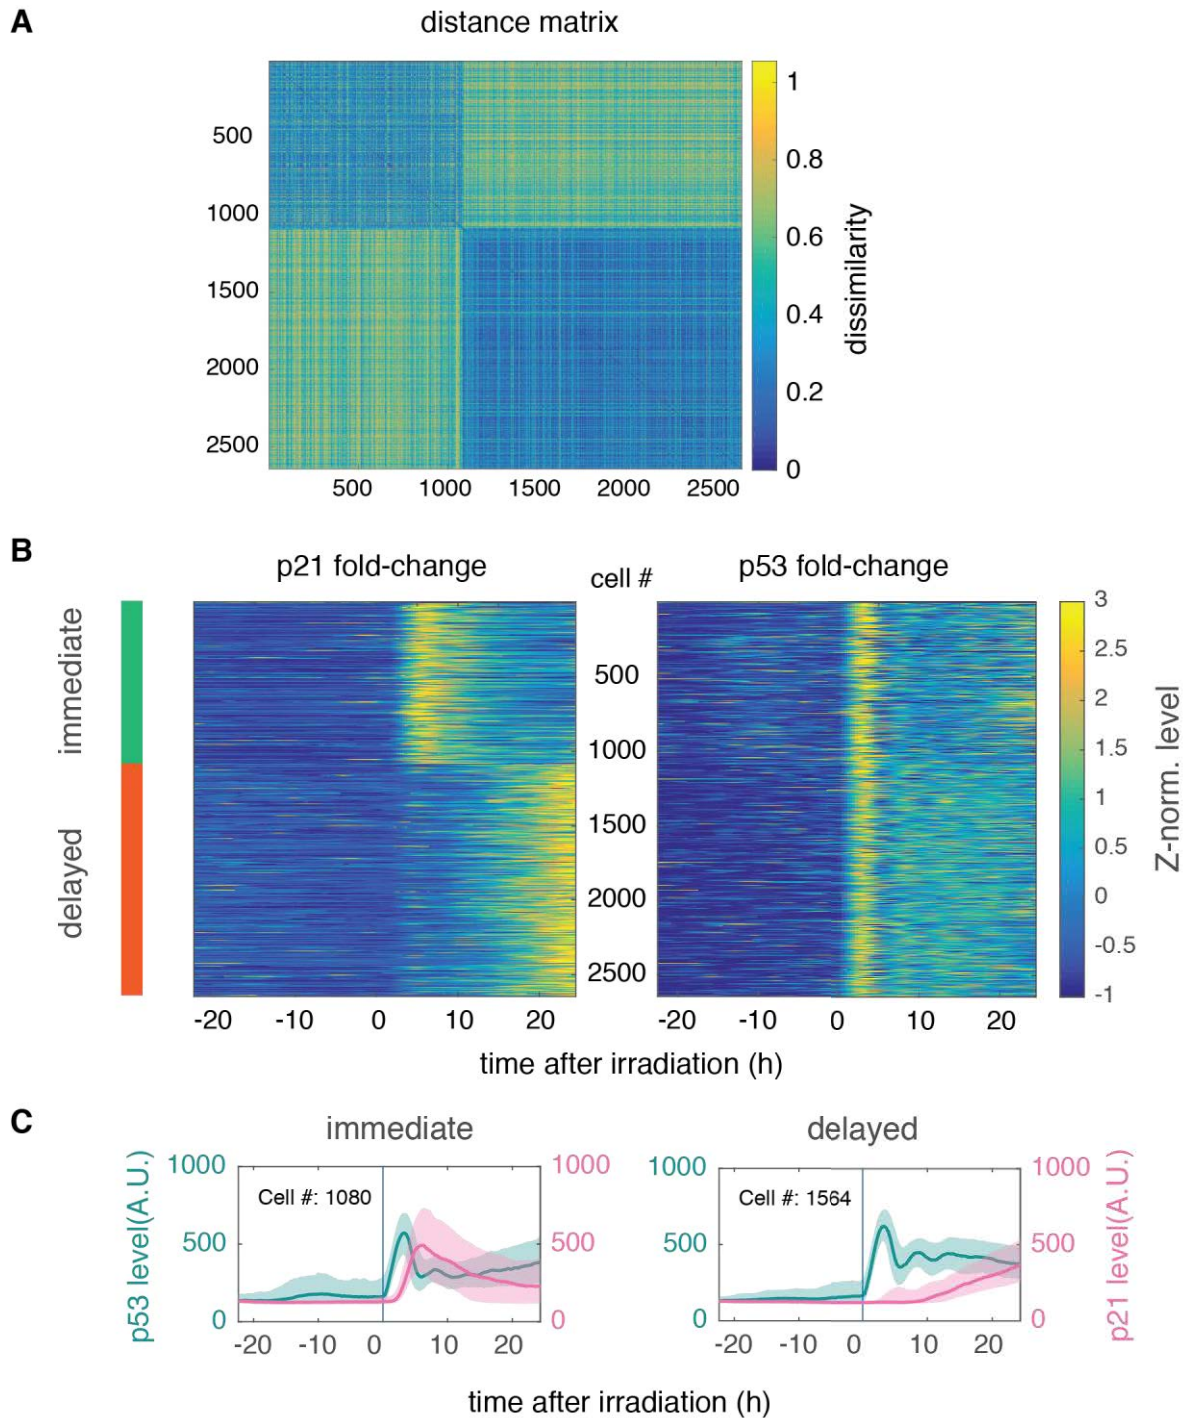 A
distance matrix
500
1000
1500
2000
2500
500 1000 1500 2000 2500
1
0.8
0.6
0.4
0.2
0
dissimilarity
B
p21 fold-change
cell #
p53 fold-change
immediate
delayed
500
1000
1500
2000
2500
3
2.5
2
1.5
1
0.5
0
-0.5
-1
Z-norm. level
-20 -10 0 10 20
-20 -10 0 10 20
time after irradiation (h)
C
immediate
delayed
p53 level(A.U.)
1000
500
0
Cell #: 1080
1000
500
0
1000
500
0
Cell #: 1564
1000
500
0
p21 level(A.U.)
-20 -10 0 10 20
-20 -10 0 10 20
time after irradiation (h)